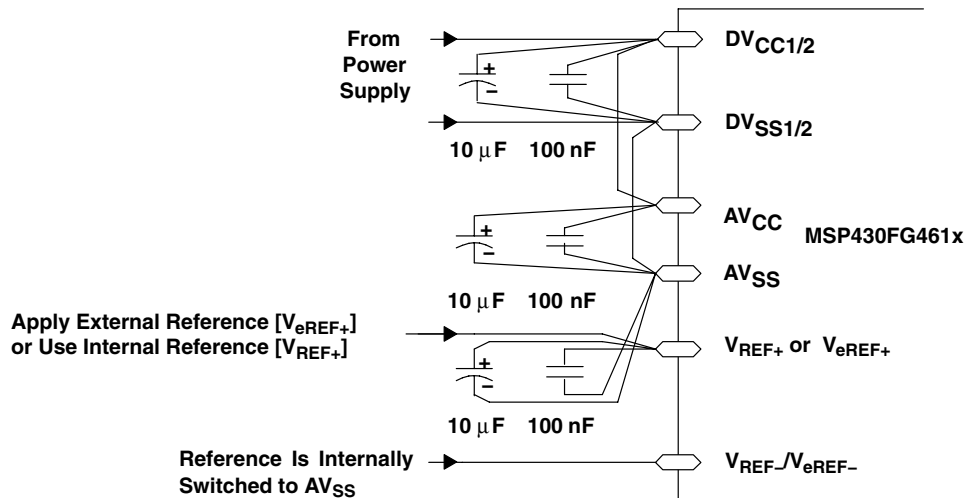 From
Power
Supply
DVCC1/2
+
−
DVSS1/2
10 μF 100 nF
AVCC
MSP430FG461x
+
−
AVSS
10 μF 100 nF
Apply External Reference [VeREF+]
or Use Internal Reference [VREF+]
VREF+ or VeREF+
+
−
10 μF 100 nF
Reference Is Internally
Switched to AVSS
VREF−/VeREF−